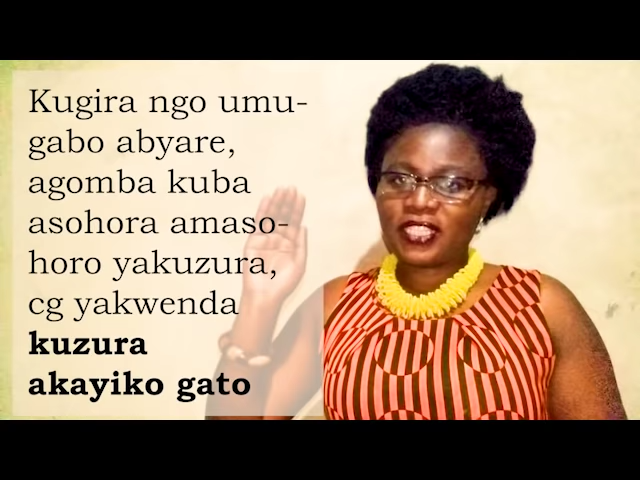 Kugira ngo umu-
gabo abyare,
agomba kuba
asohora amaso-
horo yakuzura,
cg yakwenda
kuzura
akayiko gato